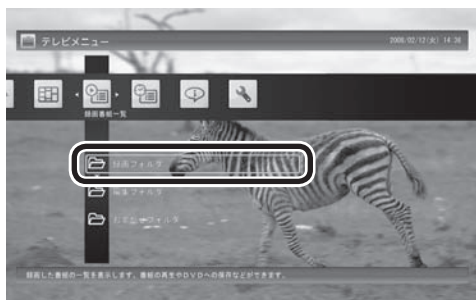 テレビメニュー
2008/02/12(火) 14:36
録画番組一覧
録画フォルダ
編集フォルダ
おまかせフォルダ
録画した番組の一覧を表示します。番組の再生やDVDへの保存などができます。